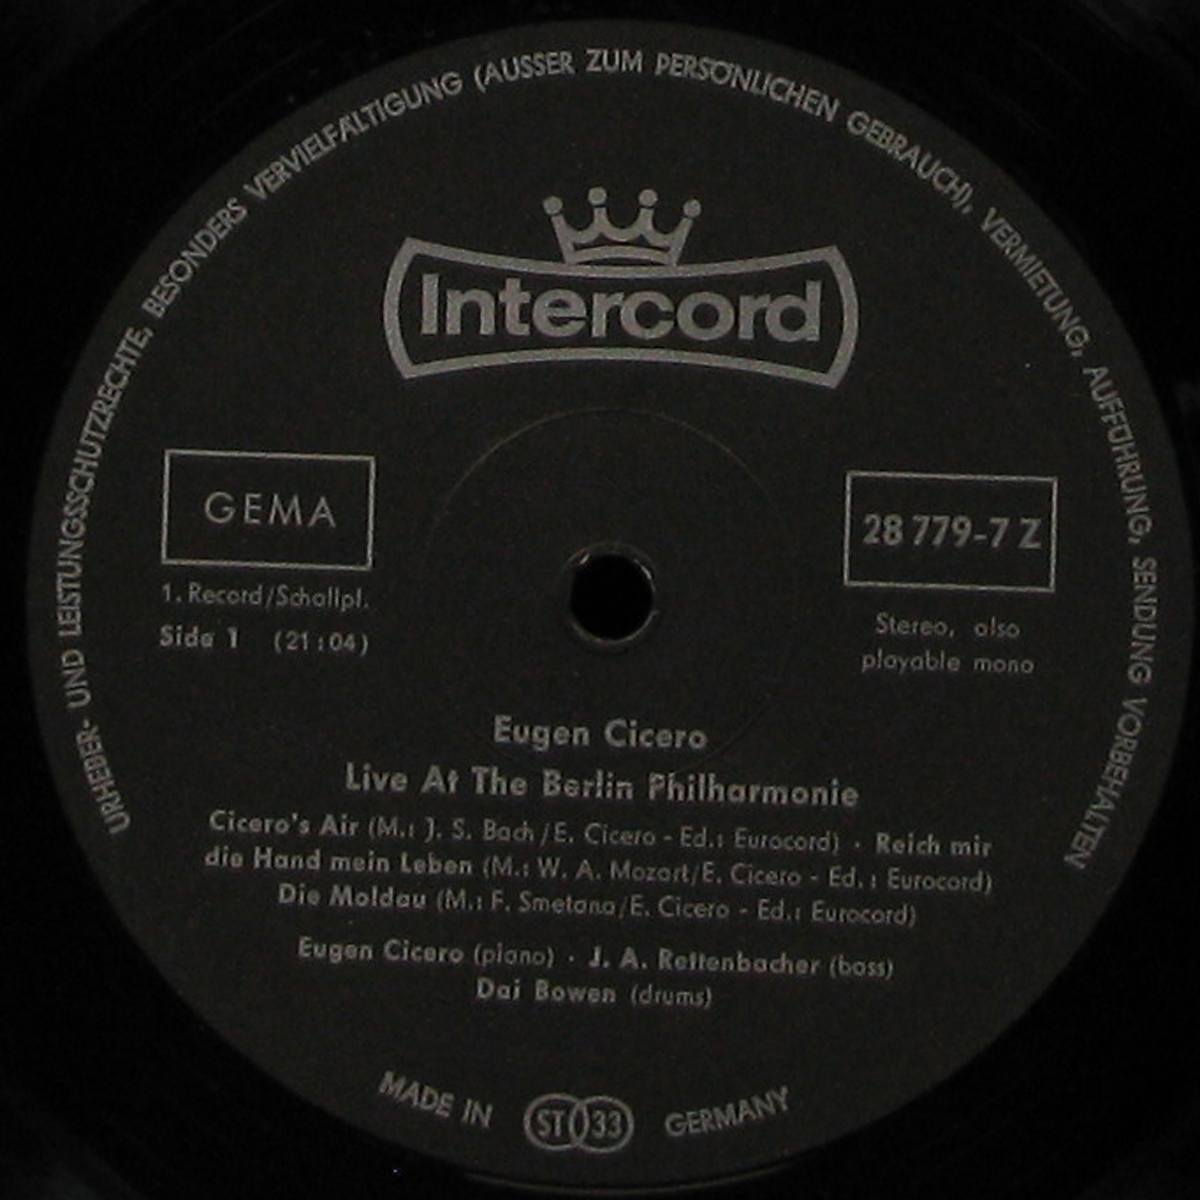 URHEBER- UND LEISTUNGSSCHUTZRECHTE, BESONDERS VERVIELFÄLTIGUNG (AUSSER ZUM PERSÖNLICHEN GEBRAUCH), VERMIETUNG, AUFFÜHRUNG, SENDUNG VORBEHALTEN
Intercord
GEMA
28 779-7 Z
1. Record/Schallpl.
Side 1 (21:04)
Stereo, also
playable mono
Eugen Cicero
Live At The Berlin Philharmonie
Cicero's Air (M.: J. S. Bach/E. Cicero - Ed.: Eurocord) · Reich mir
die Hand mein Leben (M.: W. A. Mozart/E. Cicero - Ed.: Eurocord)
Die Moldau (M.: F. Smetana/E. Cicero - Ed.: Eurocord)
Eugen Cicero (piano) · J. A. Rettenbacher (bass)
Dai Bowen (drums)
MADE IN ST 33 GERMANY